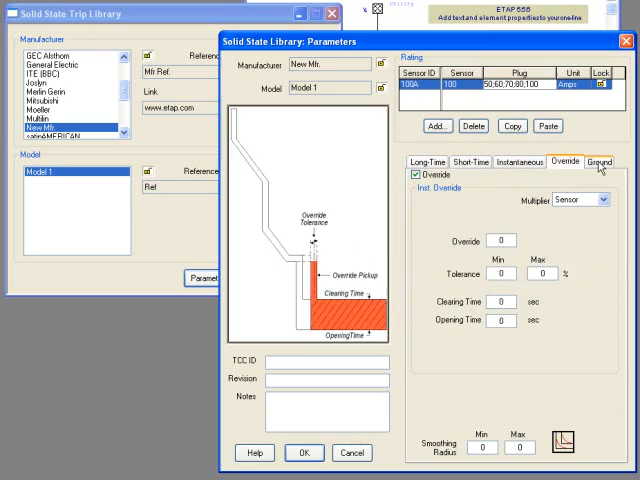 Solid State Trip Library
Utility
ETAP 5.5.5
Add text and element properties to your one-line
Manufacturer
GEC Alsthom
General Electric
ITE (BBC)
Joslyn
Merlin Gerin
Mitsubishi
Moeller
Multilin
New Mfr.
satinAMERICAN
Reference
Mfr Ref.
Link
www.etap.com
Model
Model 1
Reference
Ref
Paramet
Solid State Library: Parameters
Manufacturer
New Mfr.
Model
Model 1
Rating
Sensor ID
Sensor
Plug
Unit
Lock
100A
100
50;60;70;80;100
Amps
Add...
Delete
Copy
Paste
Override
Tolerance
Override Pickup
Clearing Time
OpeningTime
Long-Time
Short-Time
Instantaneous
Override
Ground
Override
Inst. Override
Multiplier
Sensor
Override
0
Min
Max
Tolerance
0
0
%
Clearing Time
0
sec
Opening Time
0
sec
TCC ID
Revision
Notes
Help
OK
Cancel
Min
Max
Smoothing
Radius
0
0